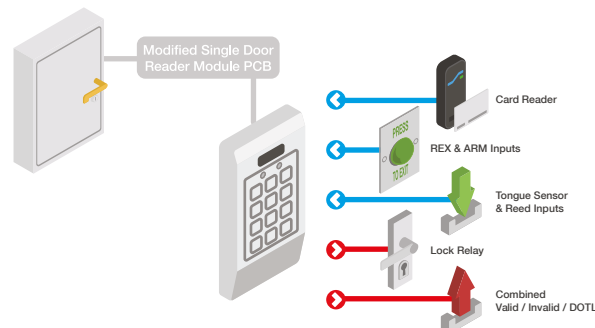 Modified Single Door
Reader Module PCB
Card Reader
PRESS
TO EXIT
REX & ARM Inputs
Tongue Sensor
& Reed Inputs
Lock Relay
Combined
Valid / Invalid / DOTL